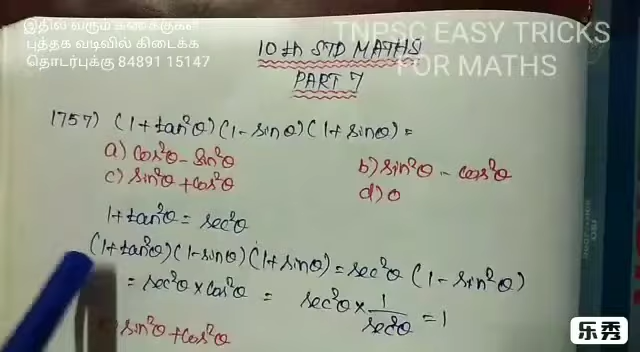 இதில் வரும் கணக்குகள்
புத்தக வடிவில் கிடைக்க
தொடர்புக்கு 84891 15147
TNPSC EASY TRICKS
FOR MATHS
10th STD MATHS
PART 7
1757) (1+tan²θ)(1-sinθ)(1+sinθ)=
a) cos²θ - sin²θ
b) sin²θ - cos²θ
c) sin²θ + cos²θ
d) 0
1+tan²θ = sec²θ
(1+tan²θ)(1-sinθ)(1+sinθ) = sec²θ (1-sin²θ)
= sec²θ × cos²θ = sec²θ × 1/sec²θ = 1
sin²θ + cos²θ
乐秀